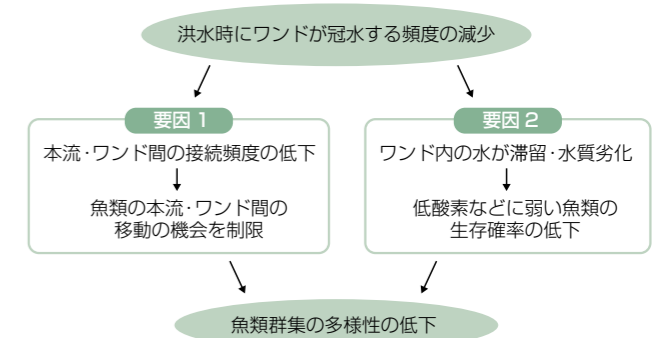 洪水時にワンドが冠水する頻度の減少
要因 1
本流・ワンド間の接続頻度の低下
魚類の本流・ワンド間の
移動の機会を制限
要因 2
ワンド内の水が滞留・水質劣化
低酸素などに弱い魚類の
生存確率の低下
魚類群集の多様性の低下